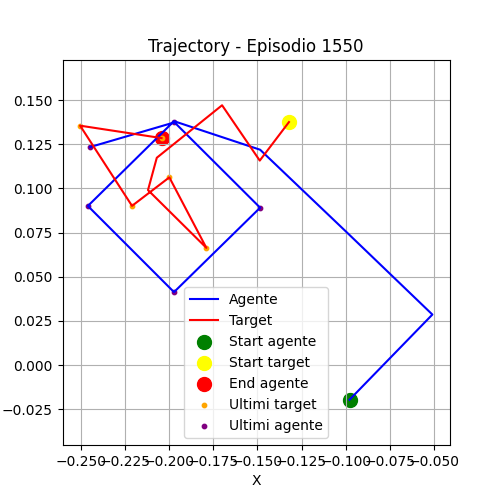 Trajectory - Episodio 1550
0.150
0.125
0.100
0.075
0.050
0.025
0.000
−0.025
Agente
Target
Start agente
Start target
End agente
Ultimi target
Ultimi agente
−0.250 −0.225 −0.200 −0.175 −0.150 −0.125 −0.100 −0.075 −0.050
X